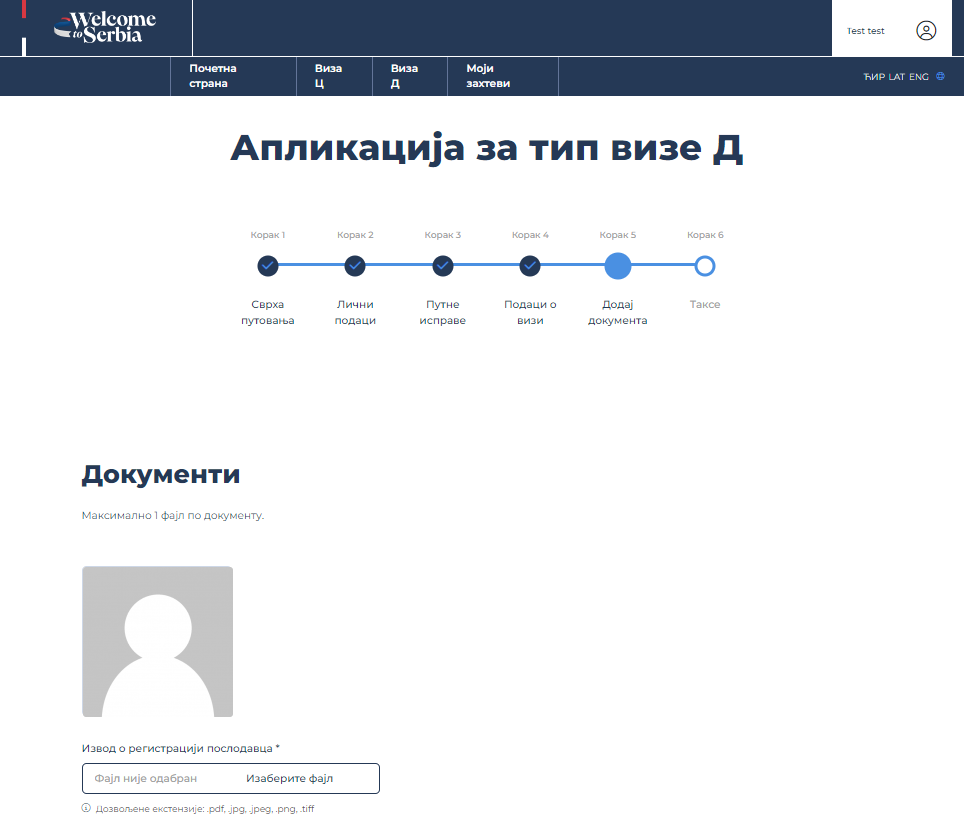 Welcome
to Serbia
Test test
Почетна страна
Виза Ц
Виза Д
Моји захтеви
ЋИР LAT ENG
Апликација за тип визе Д
Корак 1
Корак 2
Корак 3
Корак 4
Корак 5
Корак 6
Сврха путовања
Лични подаци
Путне исправе
Подаци о визи
Додај документа
Таксе
Документи
Максимално 1 фајл по документу.
Извод о регистрацији послодавца *
Фајл није одабран
Изаберите фајл
Дозвољене екстензије: .pdf, .jpg, .jpeg, .png, .tiff